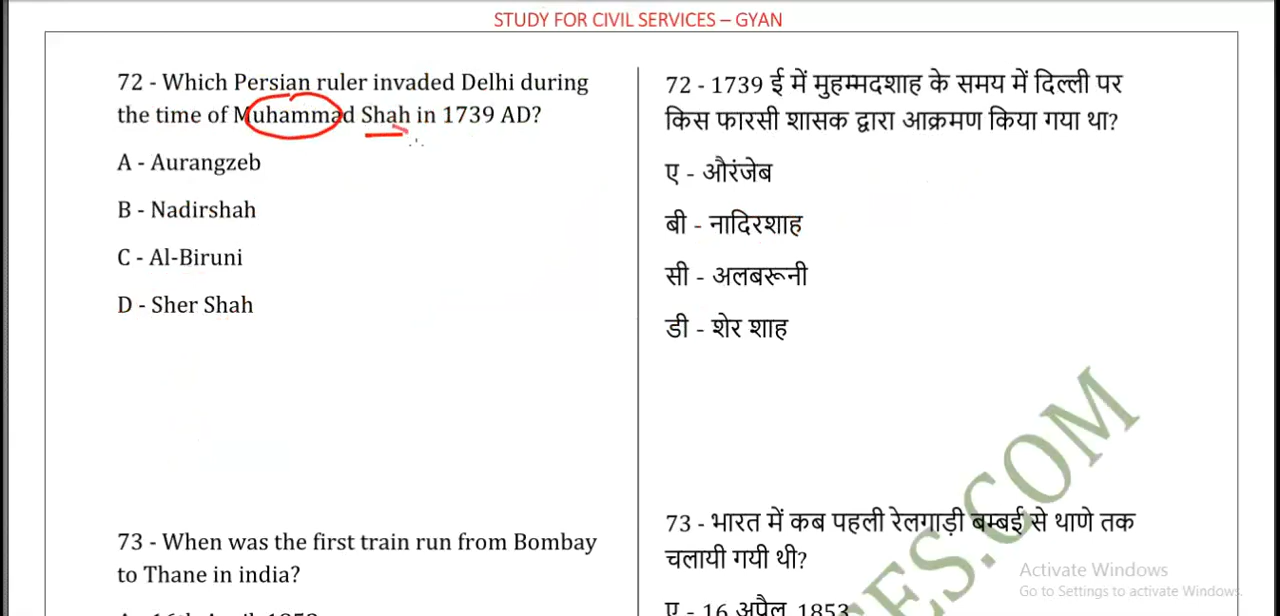 STUDY FOR CIVIL SERVICES – GYAN
72 - Which Persian ruler invaded Delhi during
the time of Muhammad Shah in 1739 AD?
A - Aurangzeb
B - Nadirshah
C - Al-Biruni
D - Sher Shah
73 - When was the first train run from Bombay
to Thane in india?
72 - 1739 ई में मुहम्मदशाह के समय में दिल्ली पर
किस फारसी शासक द्वारा आक्रमण किया गया था?
ए - औरंजेब
बी - नादिरशाह
सी - अलबरूनी
डी - शेर शाह
73 - भारत में कब पहली रेलगाड़ी बम्बई से थाणे तक
चलायी गयी थी?
ए - 16 अप्रैल 1853
ES.COM
Activate Windows
Go to Settings to activate Windows.